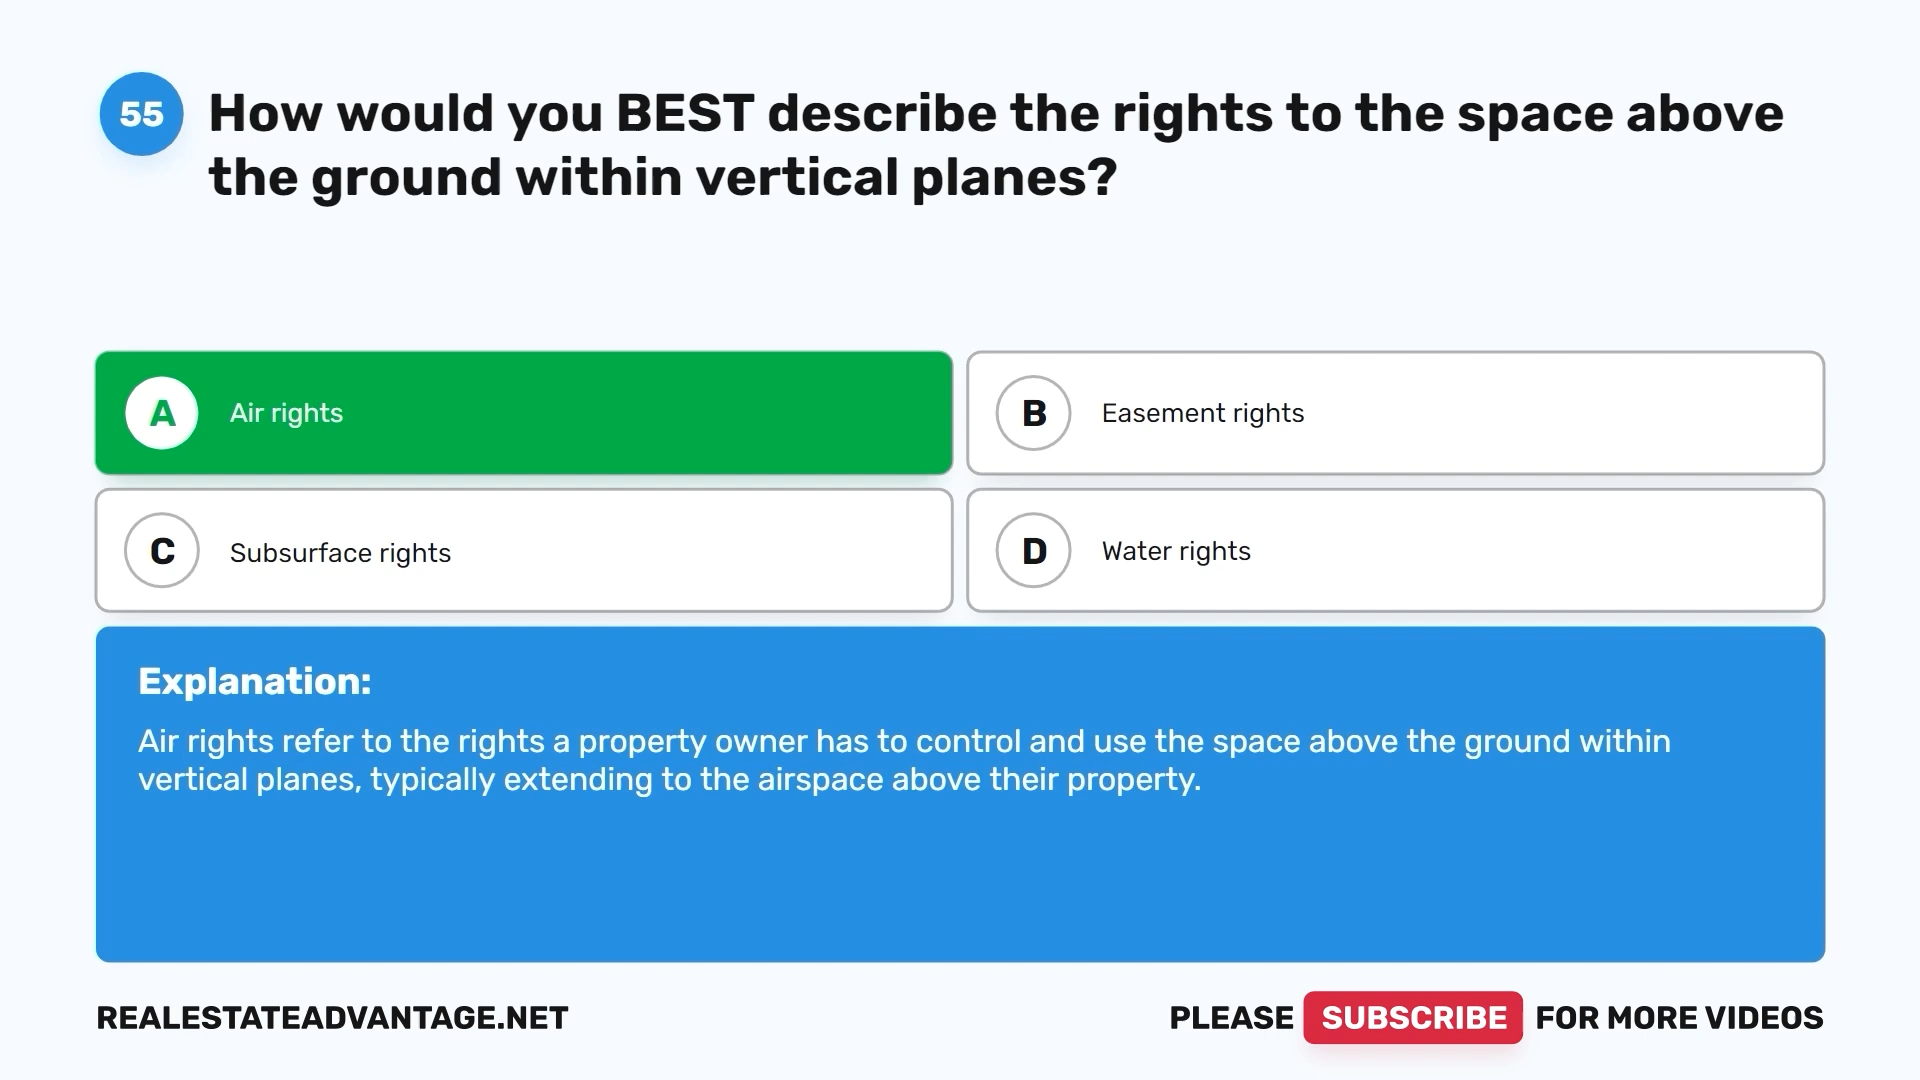 55
How would you BEST describe the rights to the space above
the ground within vertical planes?
A Air rights
B Easement rights
C Subsurface rights
D Water rights
Explanation:
Air rights refer to the rights a property owner has to control and use the space above the ground within
vertical planes, typically extending to the airspace above their property.
REALESTATEADVANTAGE.NET
PLEASE SUBSCRIBE FOR MORE VIDEOS